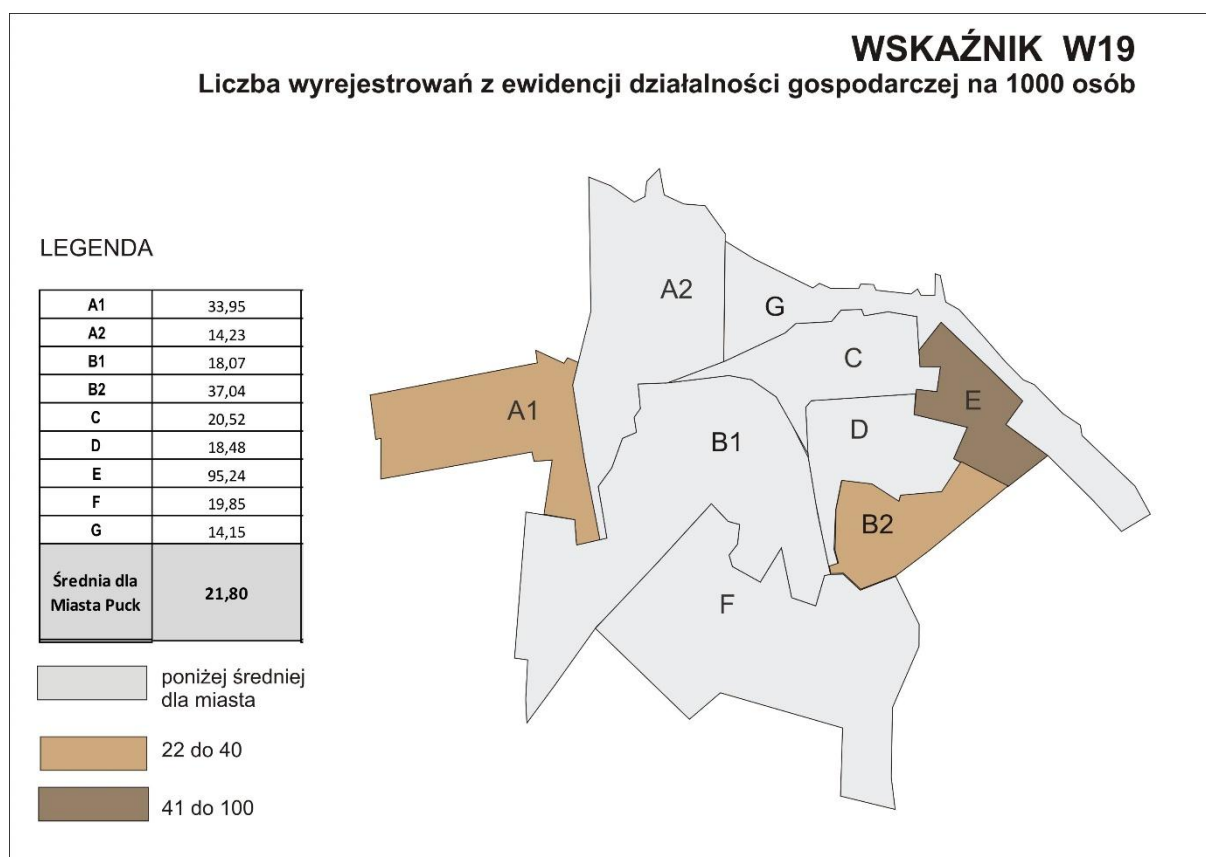 WSKAŹNIK W19
Liczba wyrejestrowań z ewidencji działalności gospodarczej na 1000 osób
LEGENDA
A1 33,95
A2 14,23
B1 18,07
B2 37,04
C 20,52
D 18,48
E 95,24
F 19,85
G 14,15
Średnia dla
Miasta Puck
21,80
poniżej średniej
dla miasta
22 do 40
41 do 100
A2
G
C
A1
E
B1
D
B2
F